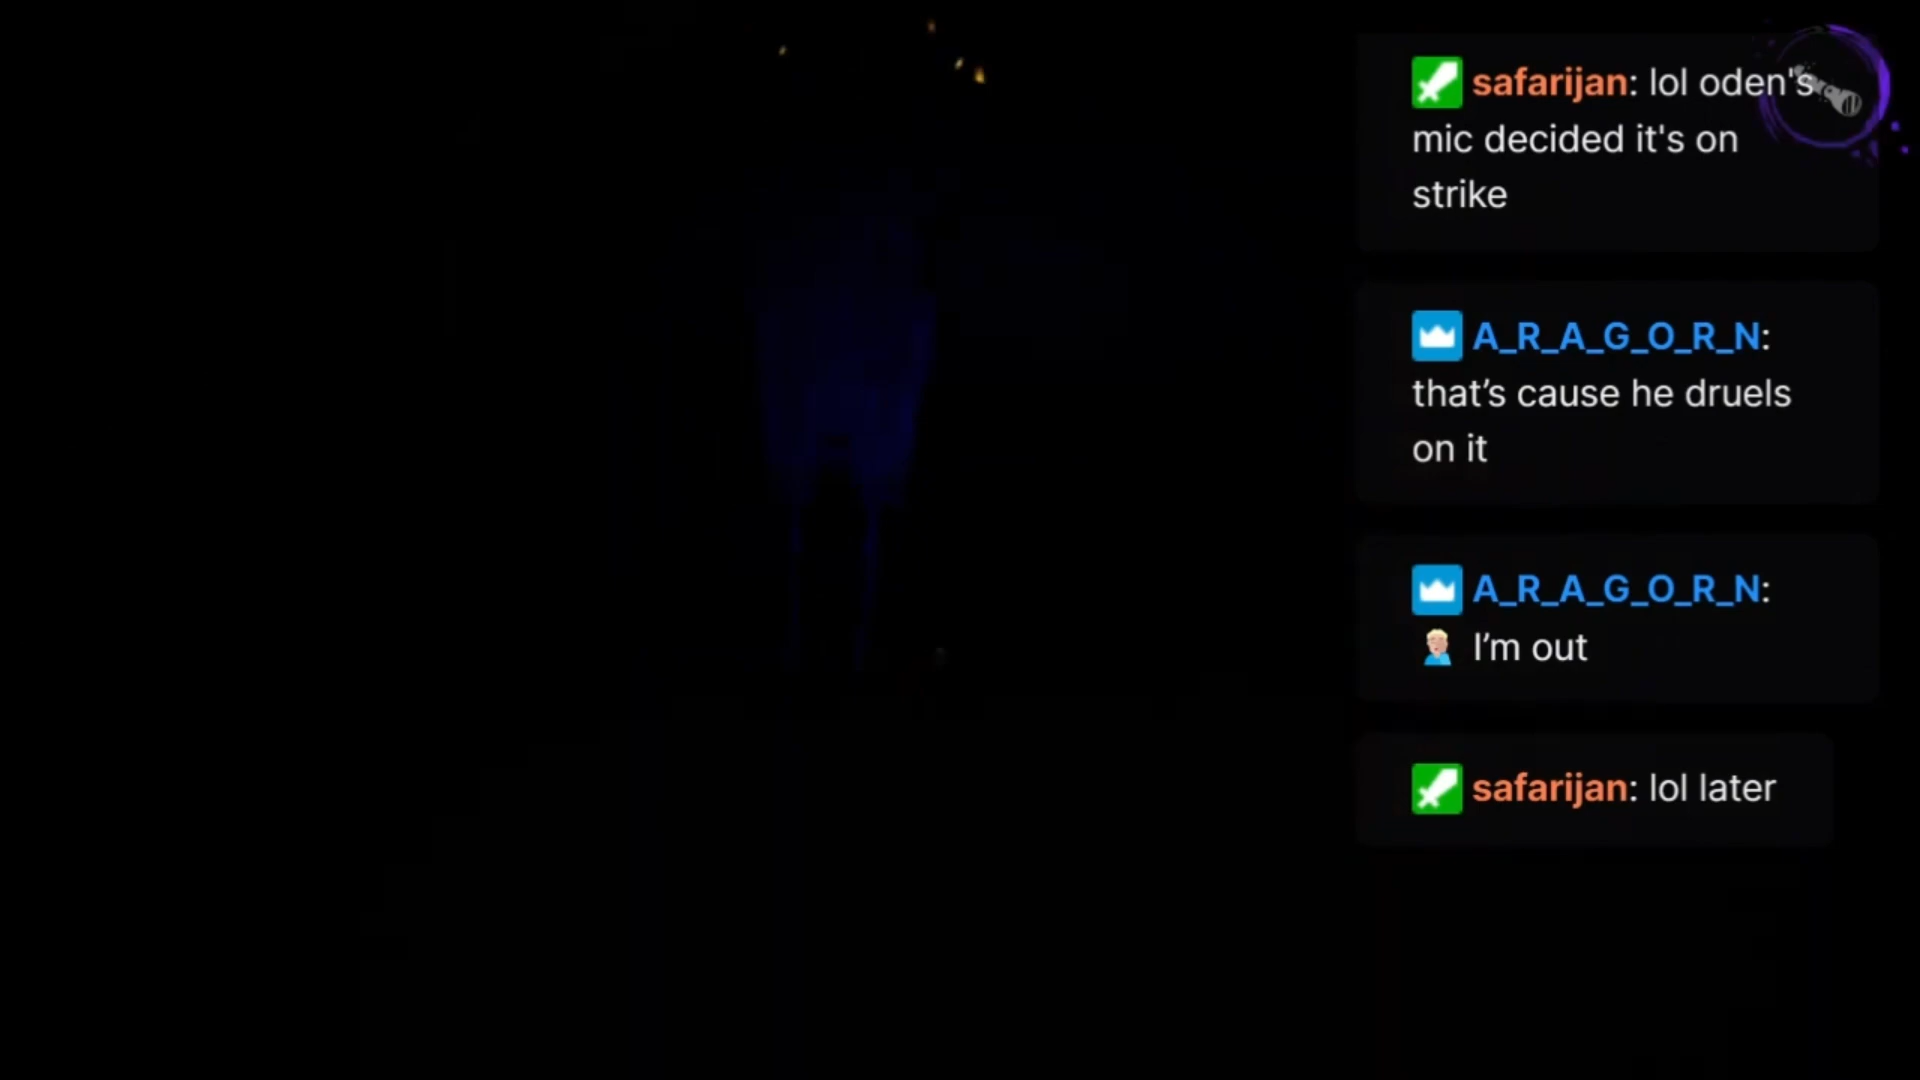 safarijan: lol oden's
mic decided it's on
strike
A_R_A_G_O_R_N:
that’s cause he druels
on it
A_R_A_G_O_R_N:
I’m out
safarijan: lol later